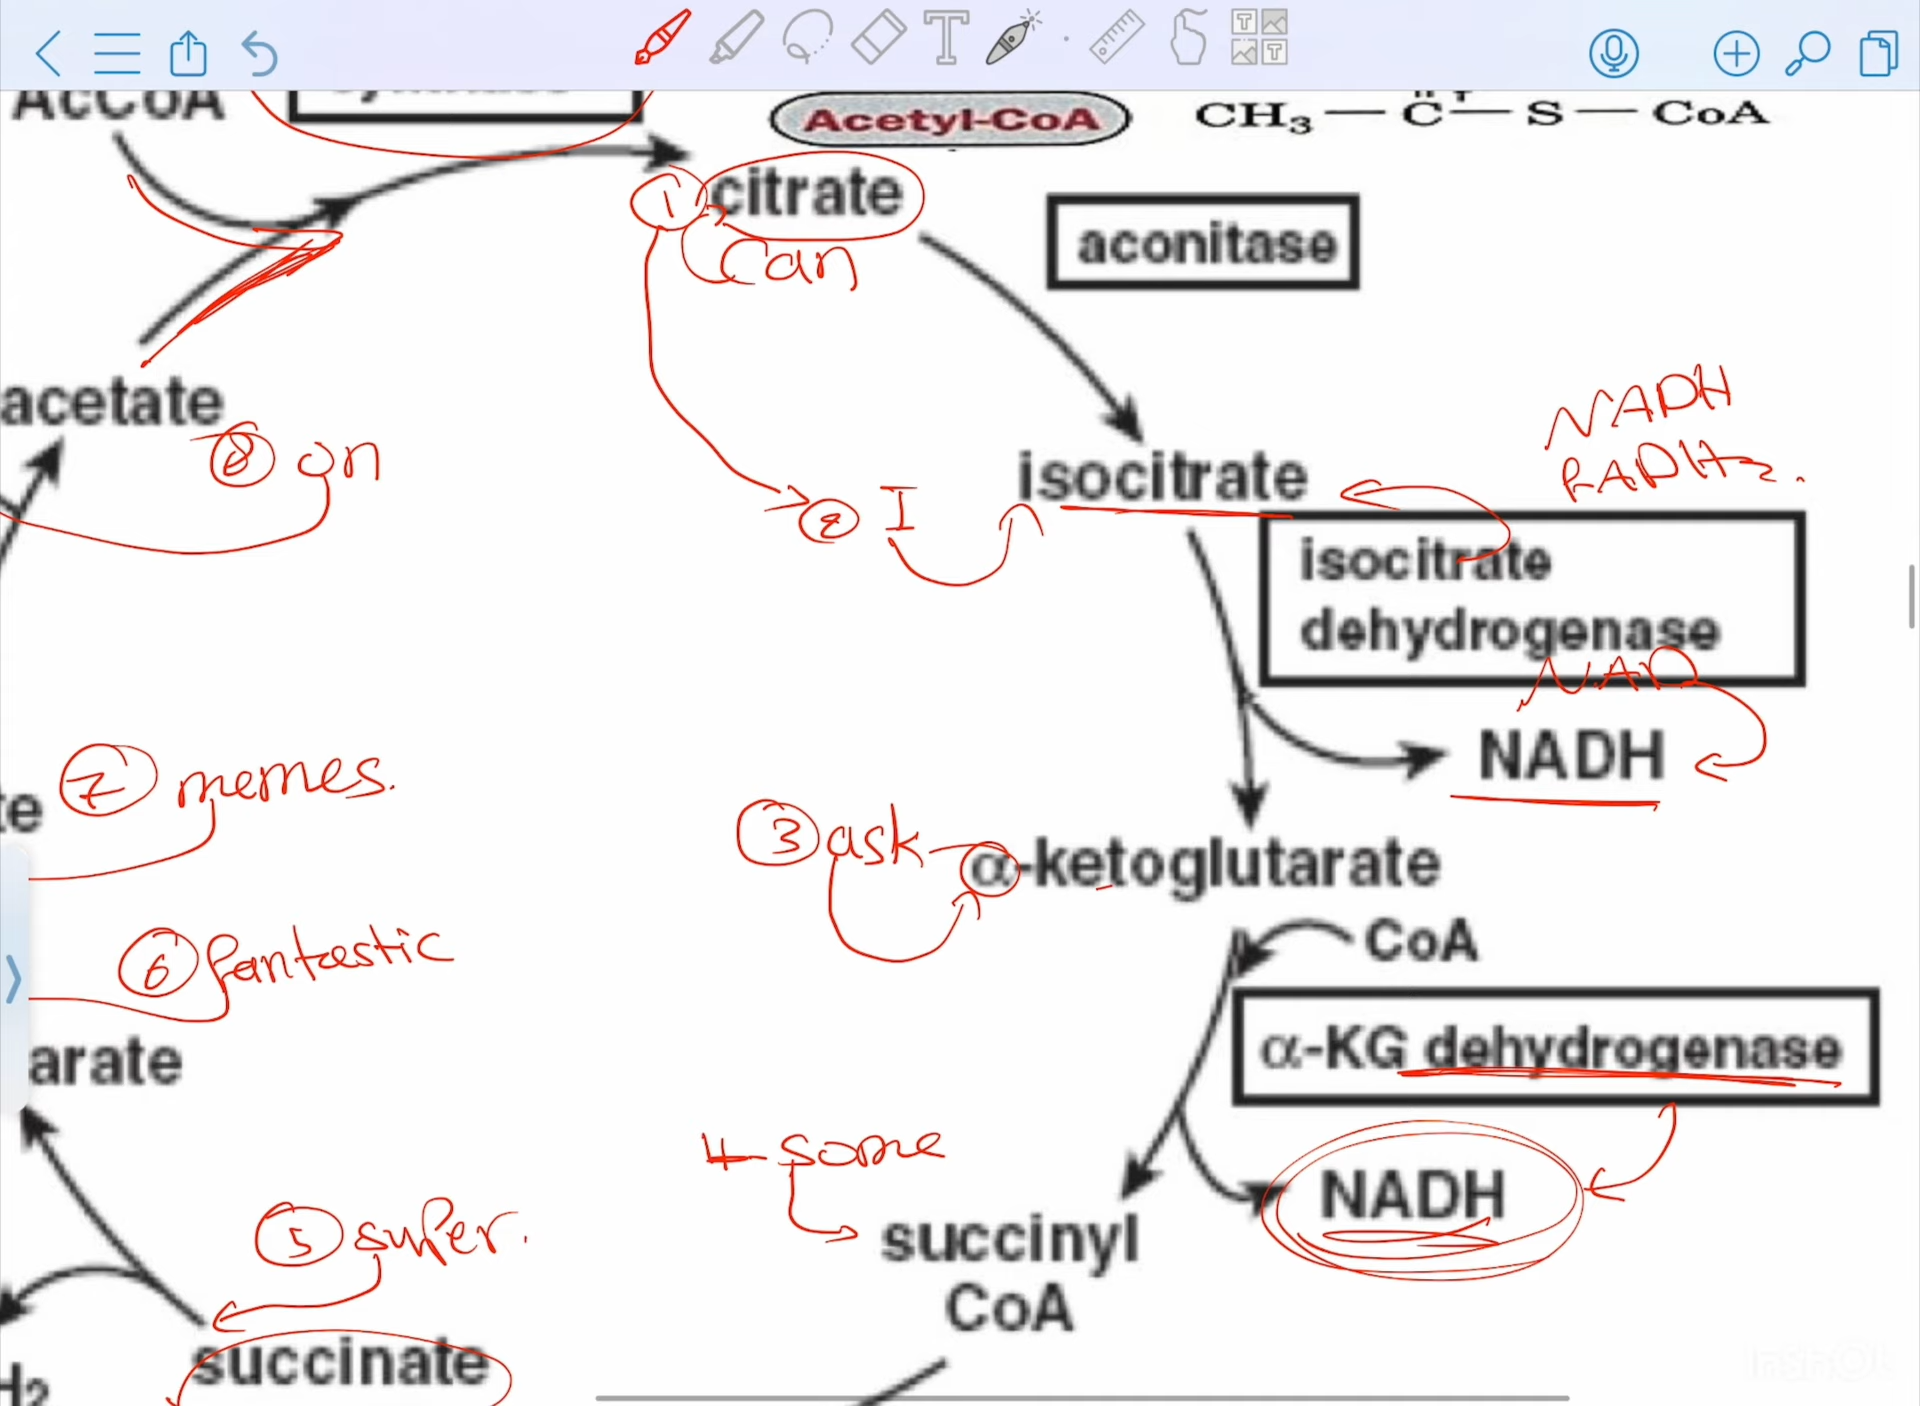 AcCoA
Acetyl-CoA
CH₃ — C — S — CoA
① citrate
can
aconitase
acetate
⑧ on
② I
isocitrate
NADH
FADH₂.
isocitrate
dehydrogenase
NAD
NADH
⑦ memes.
te
③ ask
α-ketoglutarate
CoA
⑥ fantastic
α-KG dehydrogenase
arate
4 some
NADH
succinyl
CoA
⑤ super.
succinate
H₂